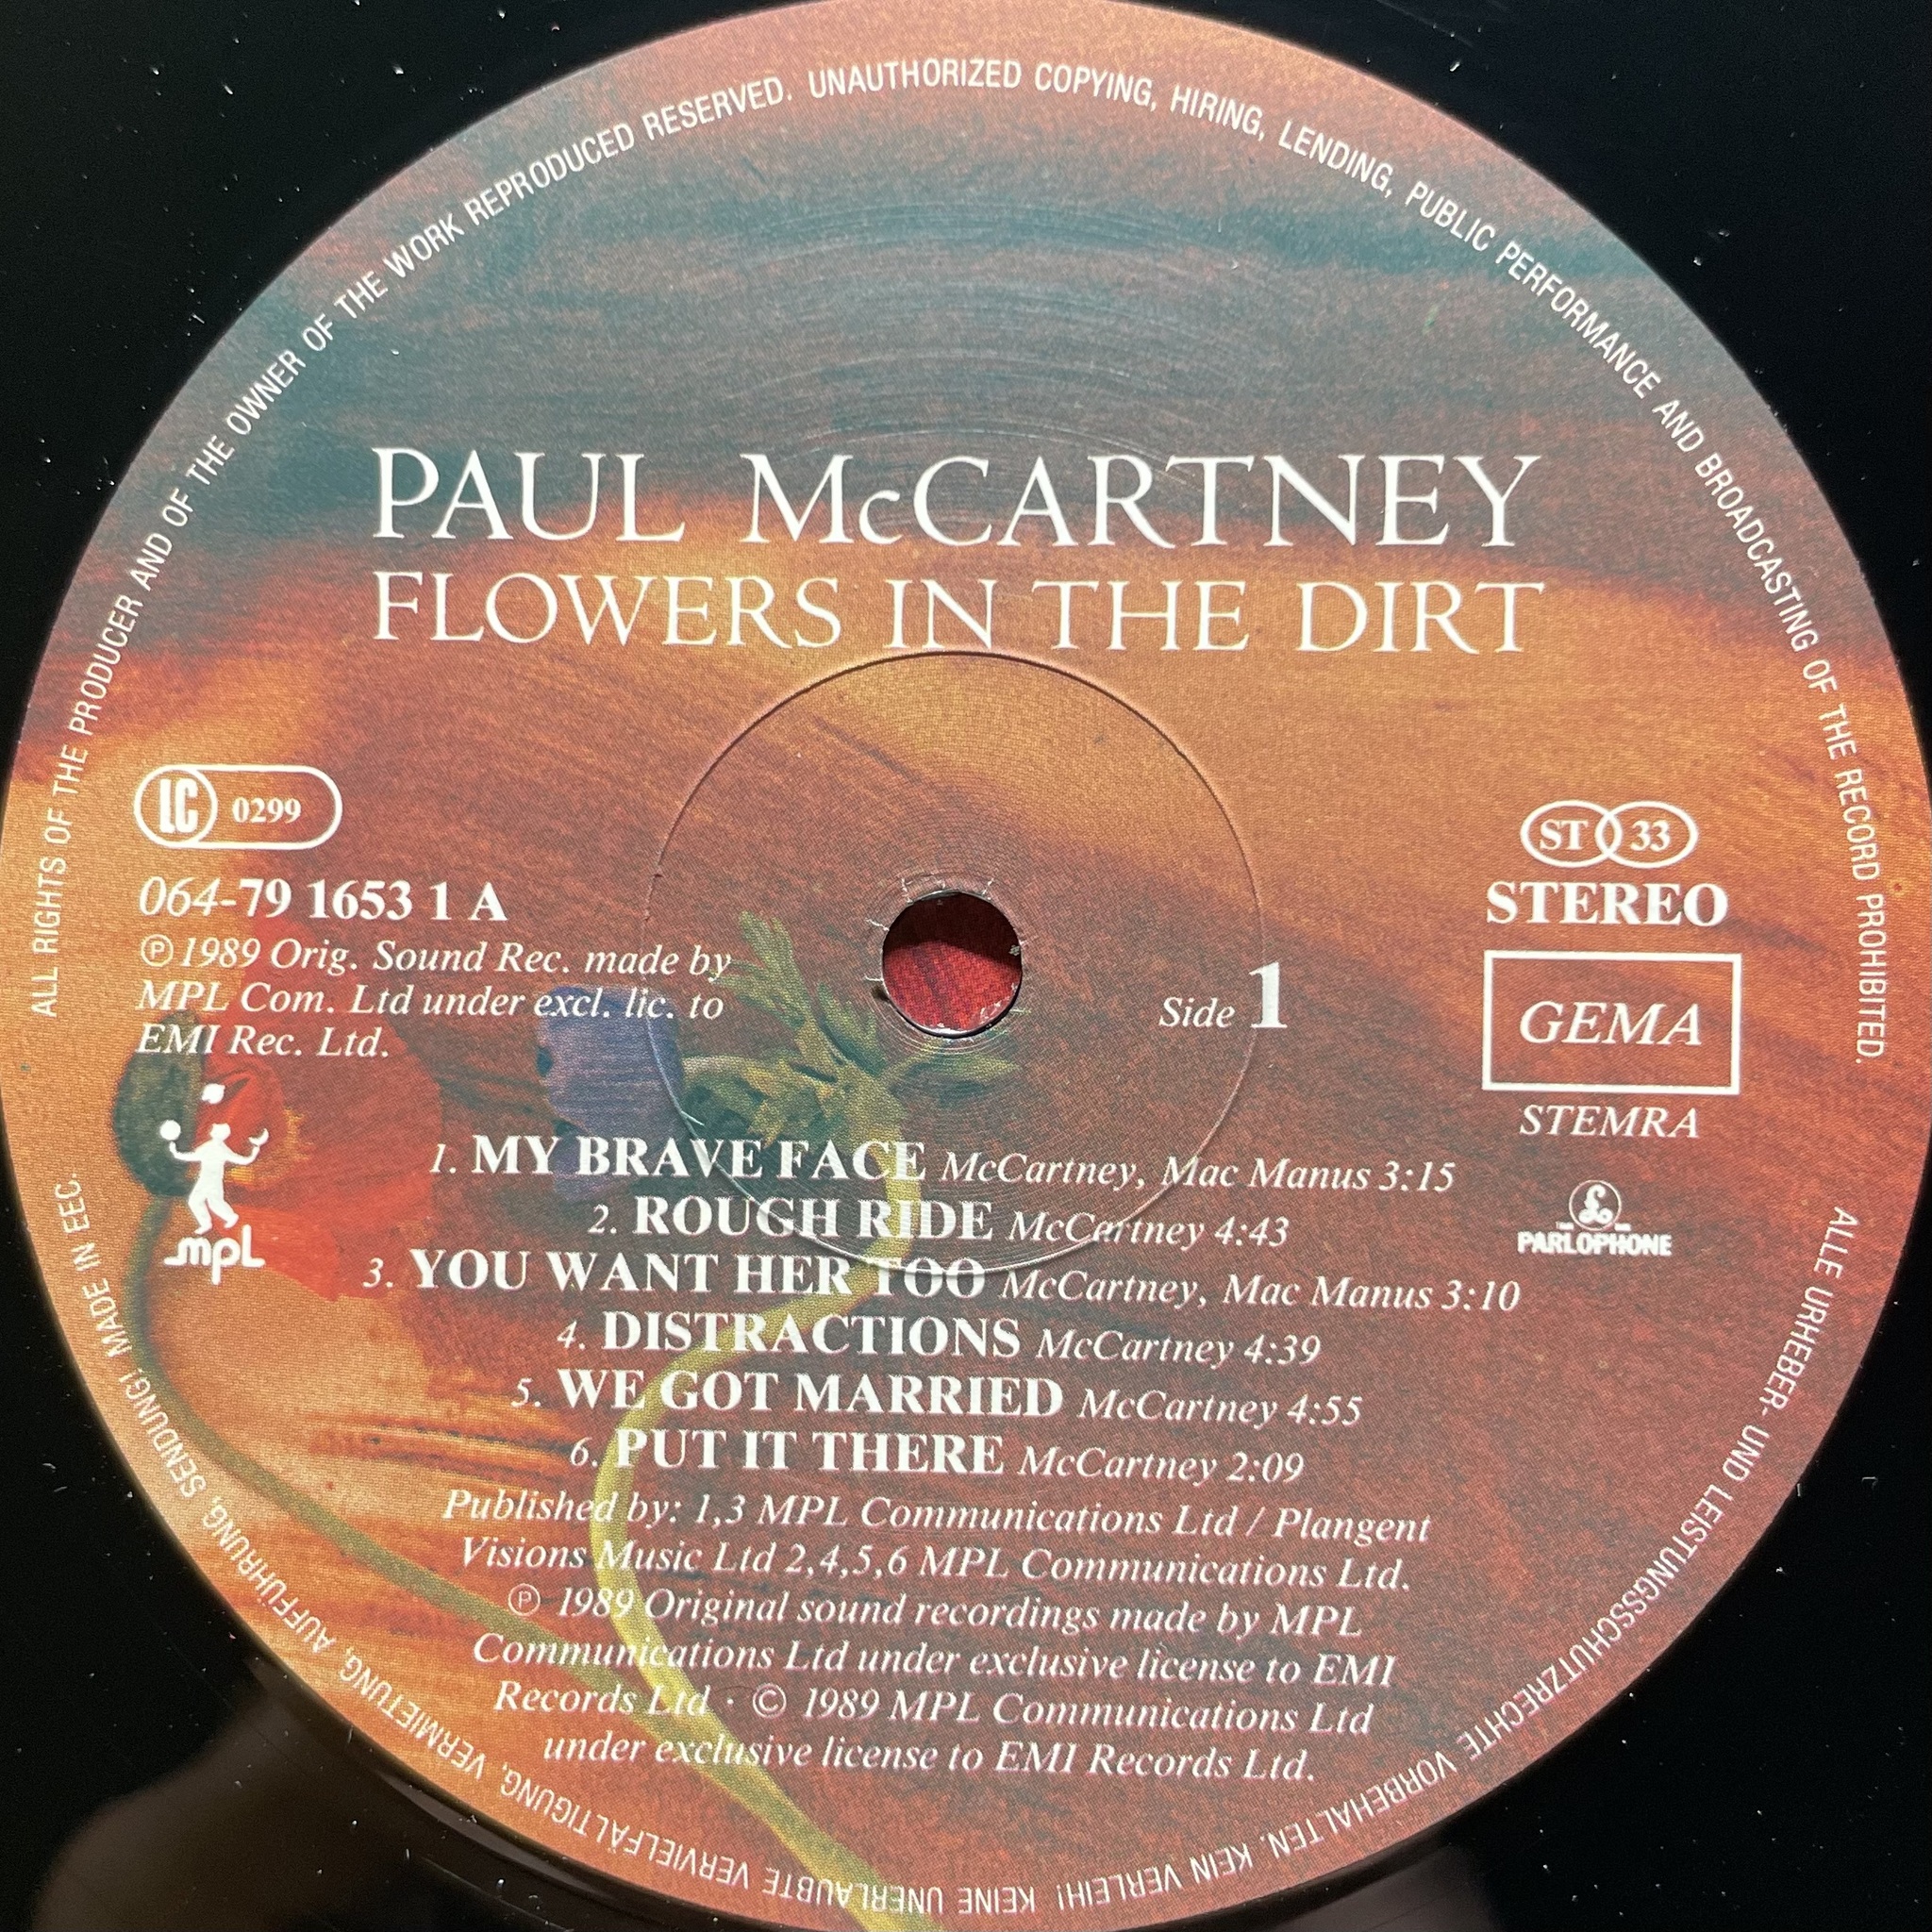 ALL RIGHTS OF THE PRODUCER AND OF THE OWNER OF THE WORK REPRODUCED RESERVED. UNAUTHORIZED COPYING, HIRING, LENDING, PUBLIC PERFORMANCE AND BROADCASTING OF THE RECORD PROHIBITED.
PAUL McCARTNEY
FLOWERS IN THE DIRT
LC 0299
064-79 1653 1 A
℗ 1989 Orig. Sound Rec. made by
MPL Com. Ltd under excl. lic. to
EMI Rec. Ltd.
mpL
Side 1
ST 33
STEREO
GEMA
STEMRA
£
PARLOPHONE
1. MY BRAVE FACE McCartney, Mac Manus 3:15
2. ROUGH RIDE McCartney 4:43
3. YOU WANT HER TOO McCartney, Mac Manus 3:10
4. DISTRACTIONS McCartney 4:39
5. WE GOT MARRIED McCartney 4:55
6. PUT IT THERE McCartney 2:09
Published by: 1,3 MPL Communications Ltd / Plangent
Visions Music Ltd 2,4,5,6 MPL Communications Ltd.
℗ 1989 Original sound recordings made by MPL
Communications Ltd under exclusive license to EMI
Records Ltd · © 1989 MPL Communications Ltd
under exclusive license to EMI Records Ltd.
ALLE URHEBER- UND LEISTUNGSSCHUTZRECHTE VORBEHALTEN. KEIN VERLEIH! KEINE UNERLAUBTE VERVIELFÄLTIGUNG, VERMIETUNG, AUFFÜHRUNG, SENDUNG! MADE IN EEC.